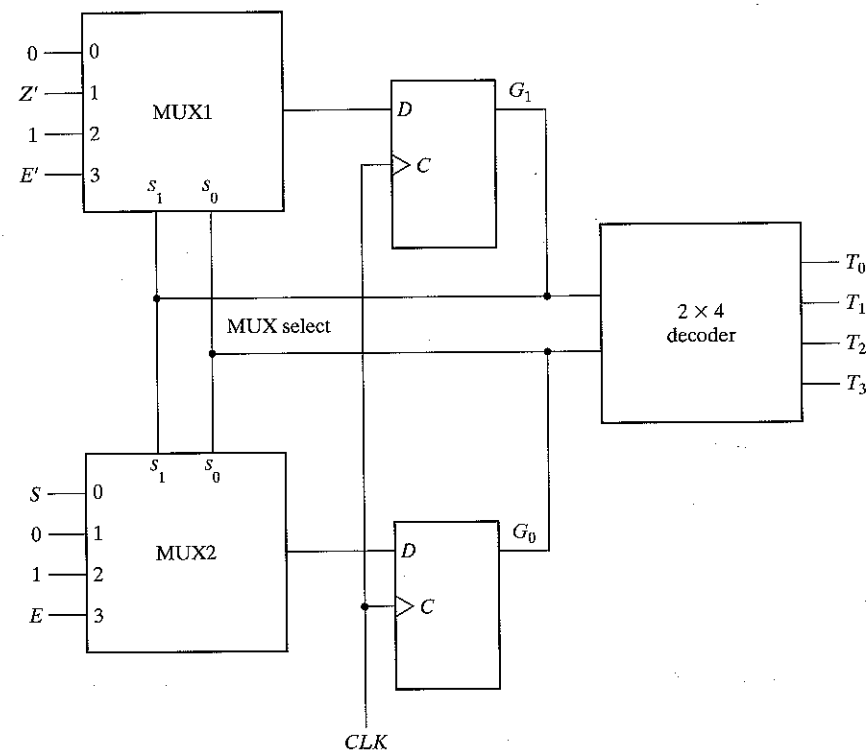 0 0
Z′ 1
1 2
E′ 3
MUX1
s₁ s₀
D
C
G₁
MUX select
2 × 4
decoder
T₀
T₁
T₂
T₃
s₁ s₀
S 0
0 1
1 2
E 3
MUX2
D
C
G₀
CLK